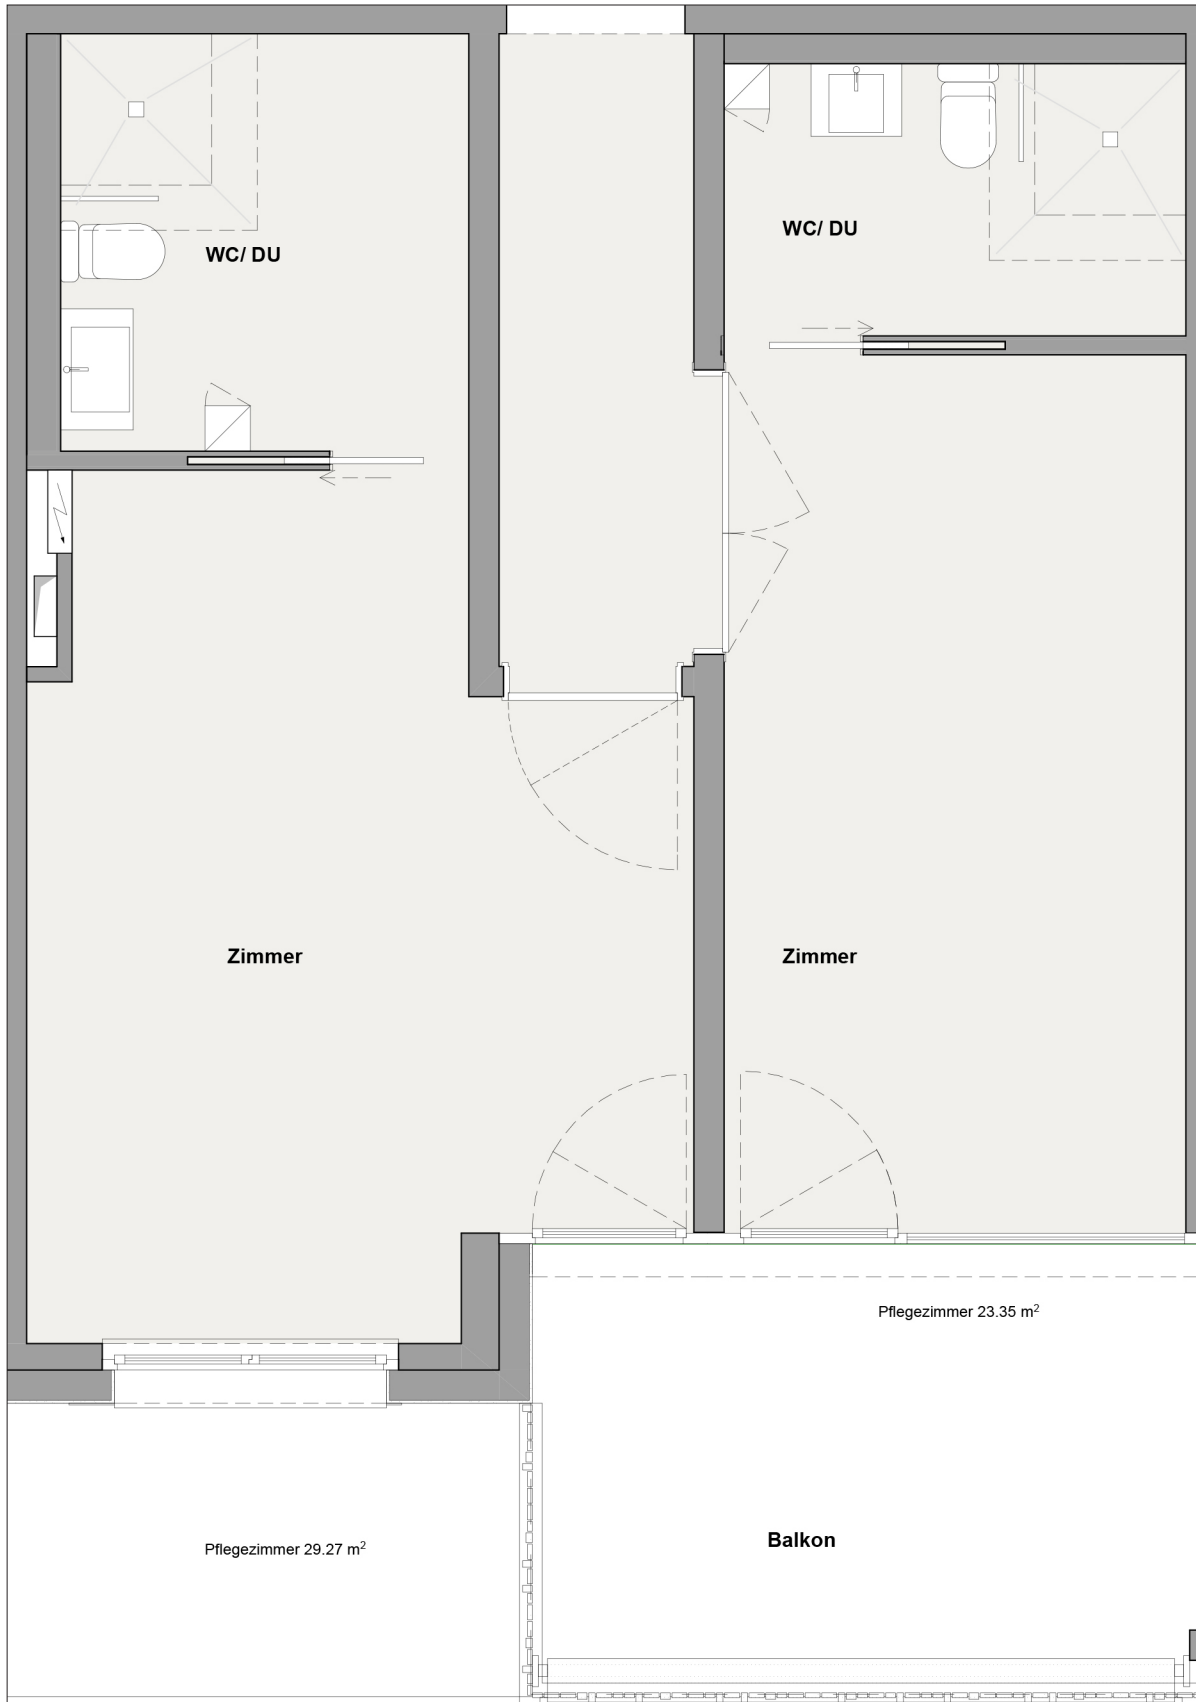 WC/ DU
WC/ DU
Zimmer
Zimmer
Pflegezimmer 23.35 m²
Balkon
Pflegezimmer 29.27 m²